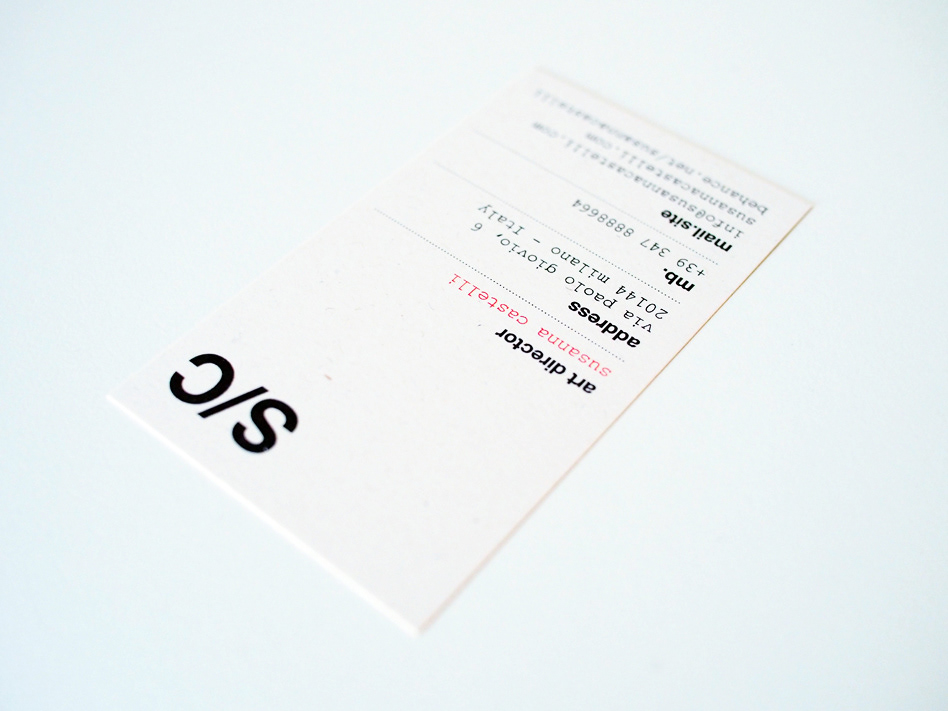 S/C
art director
susanna castelli
address
via paolo giovio, 6
20144 milano - Italy
mb.
+39 347 8888664
mail.site
info@susannacastelli.com
susannacastelli.com
behance.net/susannacastelli